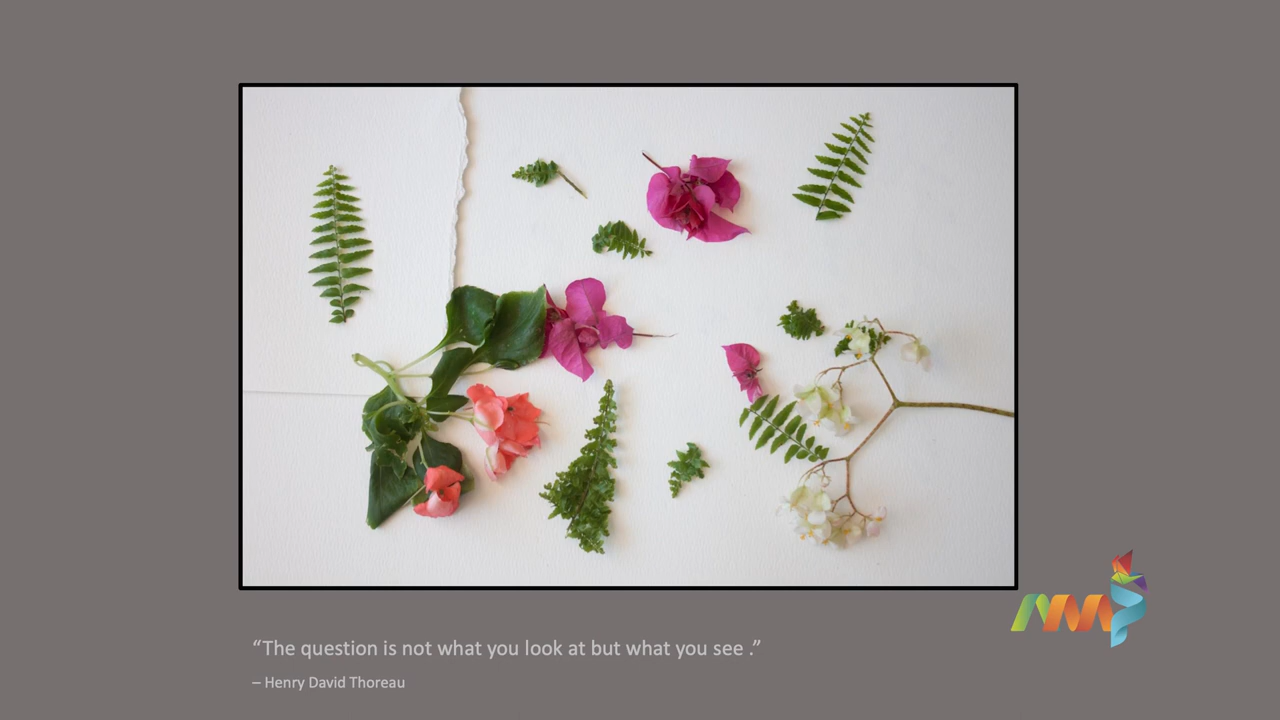 “The question is not what you look at but what you see .”
– Henry David Thoreau